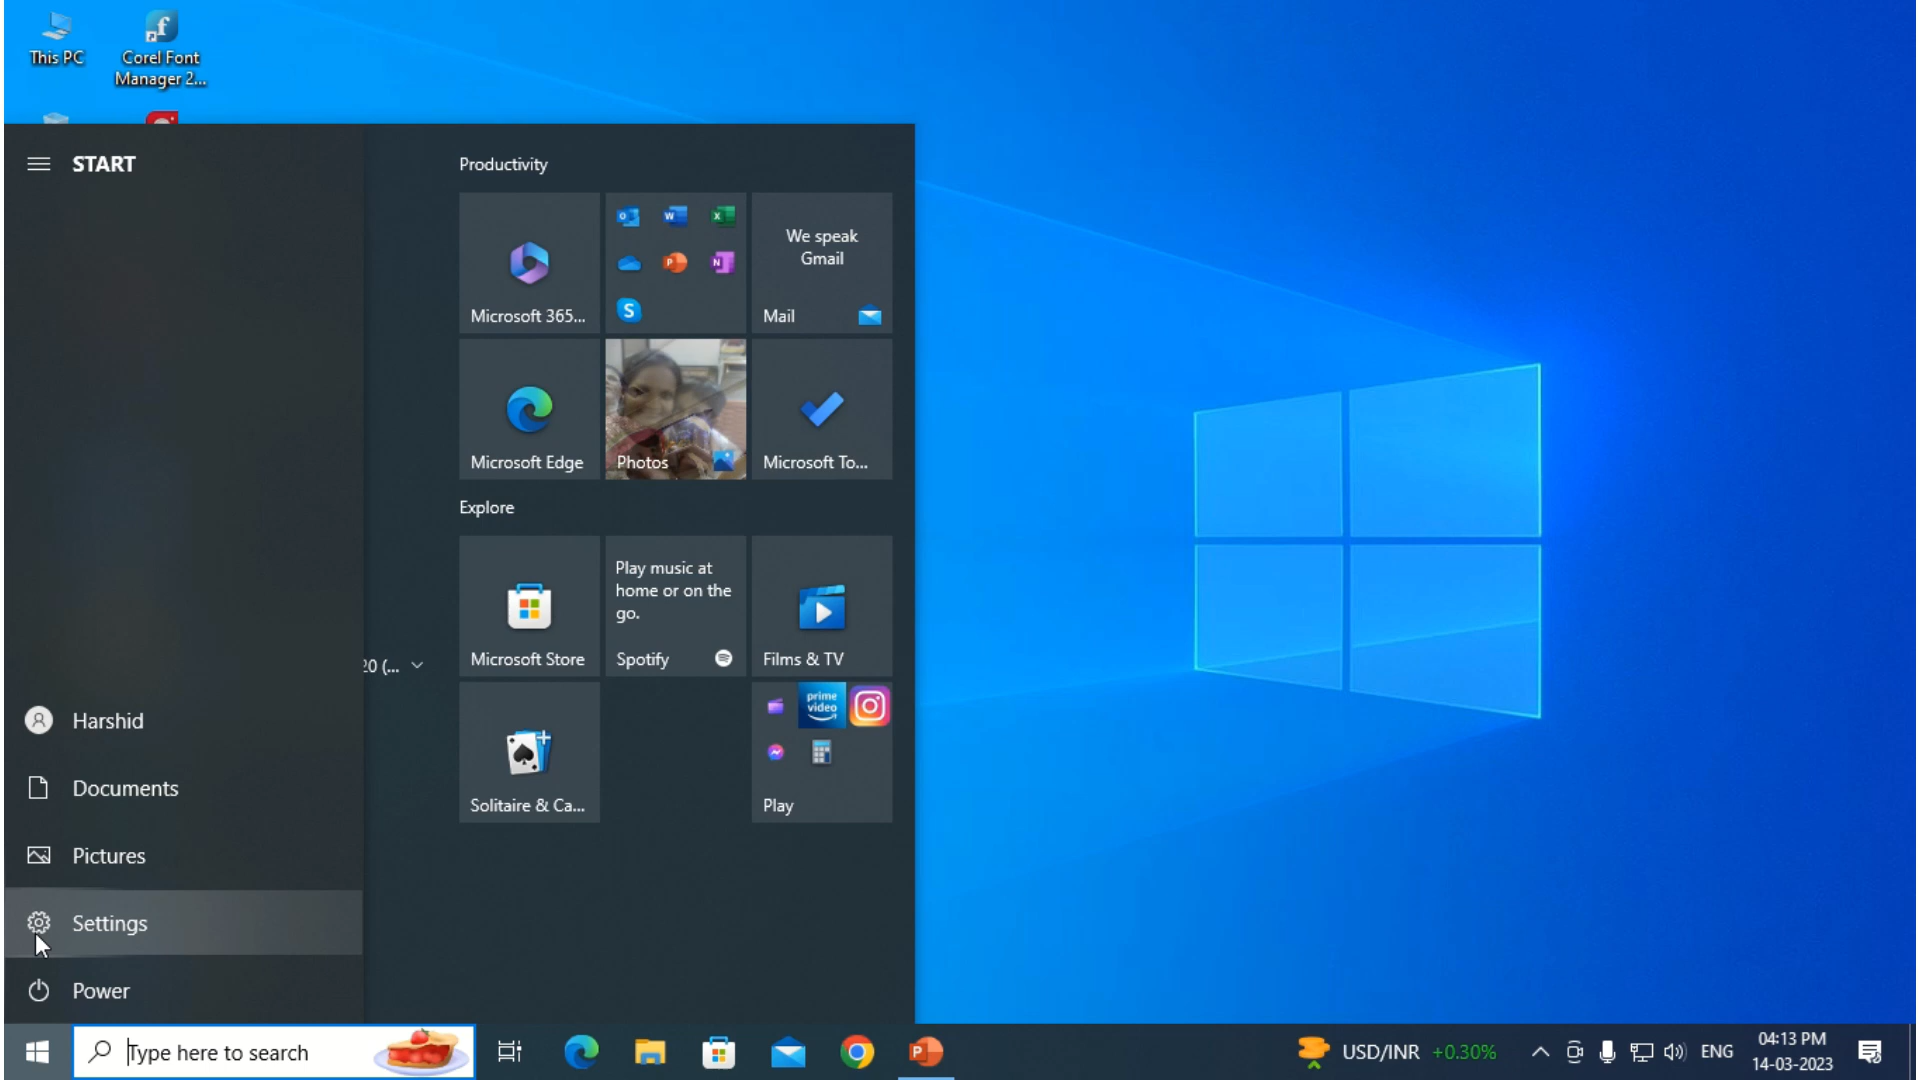 This PC
Corel Font
Manager 2...
START
Productivity
Microsoft 365...
We speak
Gmail
Mail
Microsoft Edge
Photos
Microsoft To...
Explore
Microsoft Store
Play music at
home or on the
go.
Spotify
Films & TV
20 (...
prime
video
Solitaire & Ca...
Play
Harshid
Documents
Pictures
Settings
Power
Type here to search
USD/INR +0.30%
ENG
04:13 PM
14-03-2023